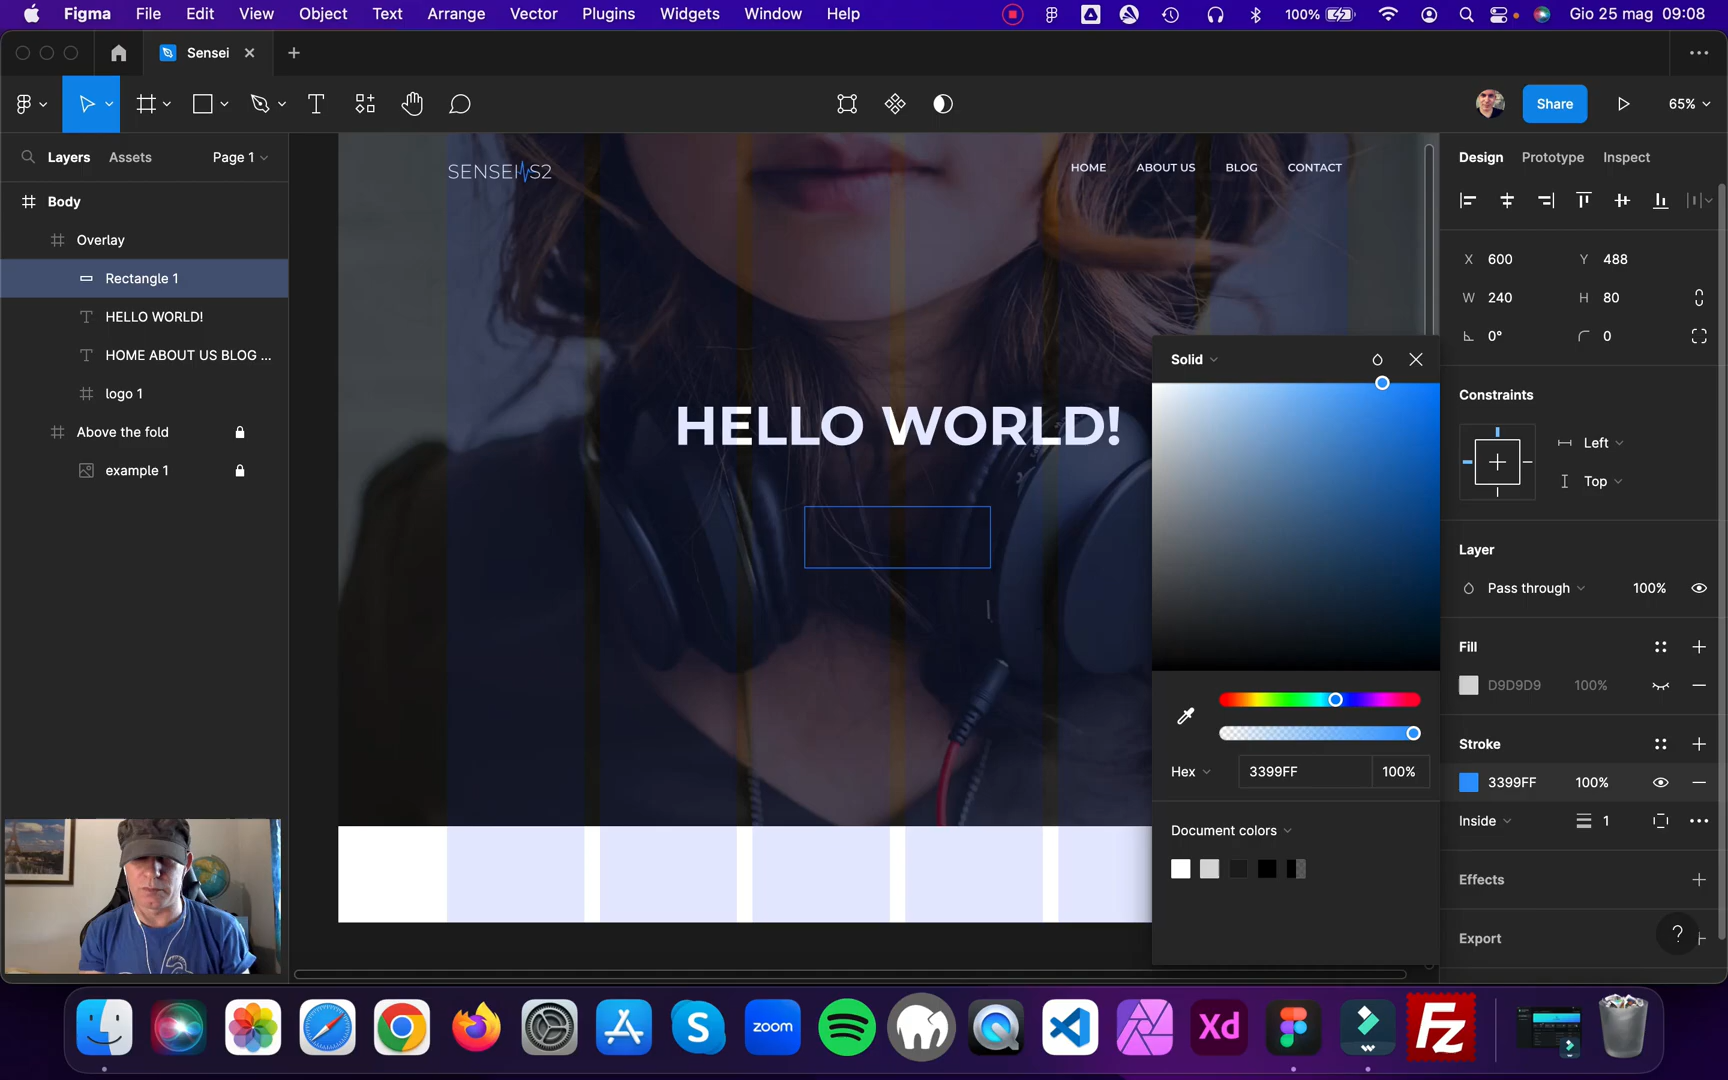 Figma File Edit View Object Text Arrange Vector Plugins Widgets Window Help 100% Gio 25 mag 09:08
Sensei
Share 65%
Layers Assets Page 1
Body
Overlay
Rectangle 1
HELLO WORLD!
HOME ABOUT US BLOG ...
logo 1
Above the fold
example 1
SENSEI S2 HOME ABOUT US BLOG CONTACT
HELLO WORLD!
Solid
Hex 3399FF 100%
Document colors
Design Prototype Inspect
X 600 Y 488
W 240 H 80
0° 0
Constraints
Left
Top
Layer
Pass through 100%
Fill
D9D9D9 100%
Stroke
3399FF 100%
Inside 1
Effects
Export
?
zoom Xd Fz